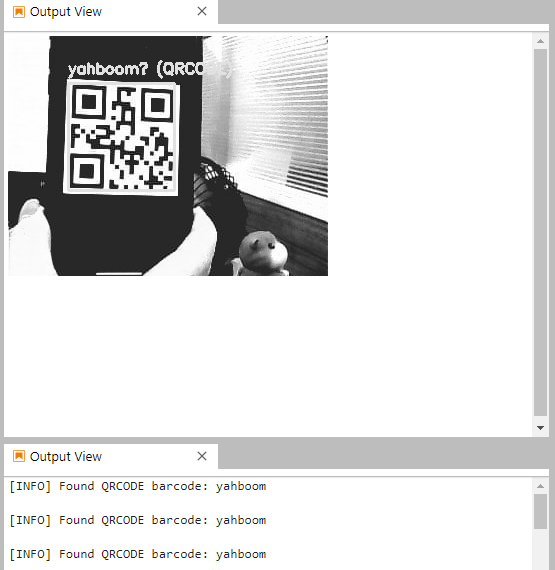 Output View
yahboom? (QRCODE)
Output View
[INFO] Found QRCODE barcode: yahboom
[INFO] Found QRCODE barcode: yahboom
[INFO] Found QRCODE barcode: yahboom